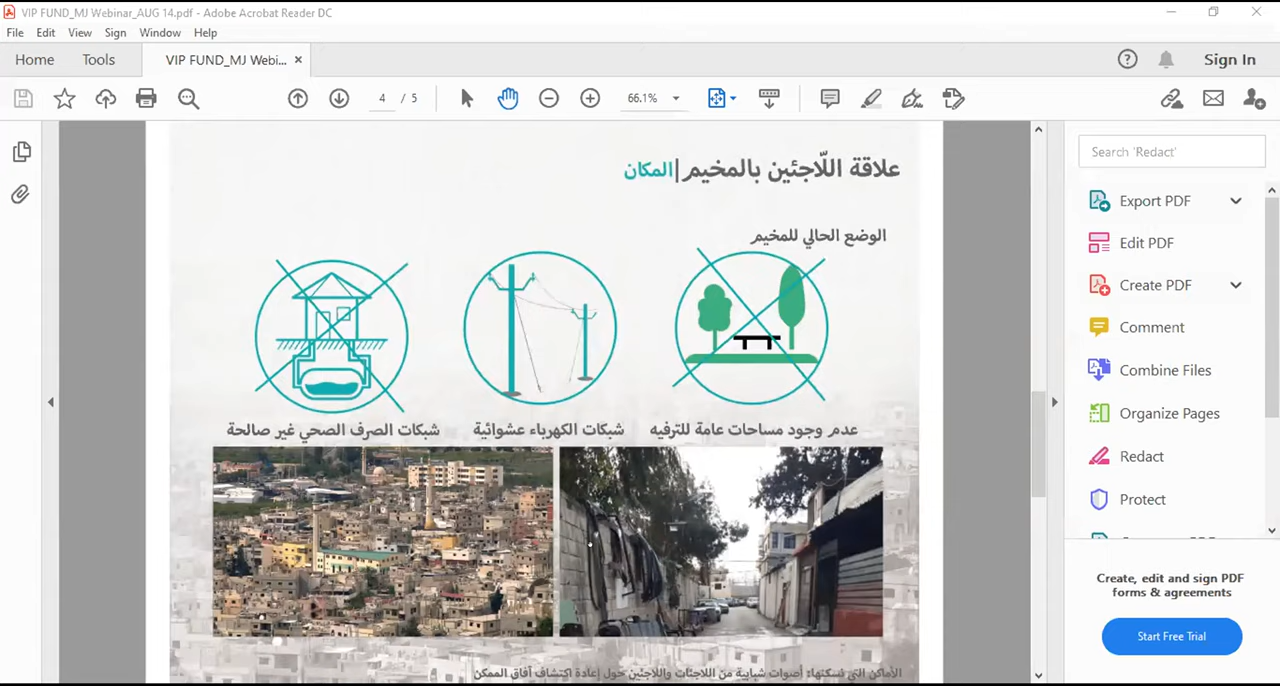 VIP FUND_MJ Webinar_AUG 14.pdf - Adobe Acrobat Reader DC
File Edit View Sign Window Help
Home Tools VIP FUND_MJ Webi... × Sign In
4 / 5 66.1%
علاقة اللّاجئين بالمخيم|المكان
الوضع الحالي للمخيم
عدم وجود مساحات عامة للترفيه
شبكات الكهرباء عشوائية
شبكات الصرف الصحي غير صالحة
الأماكن التي تسكننا: أصوات شبابية من اللاجئات واللاجئين حول إعادة اكتشاف آفاق الممكن
Search 'Redact'
Export PDF
Edit PDF
Create PDF
Comment
Combine Files
Organize Pages
Redact
Protect
Create, edit and sign PDF
forms & agreements
Start Free Trial